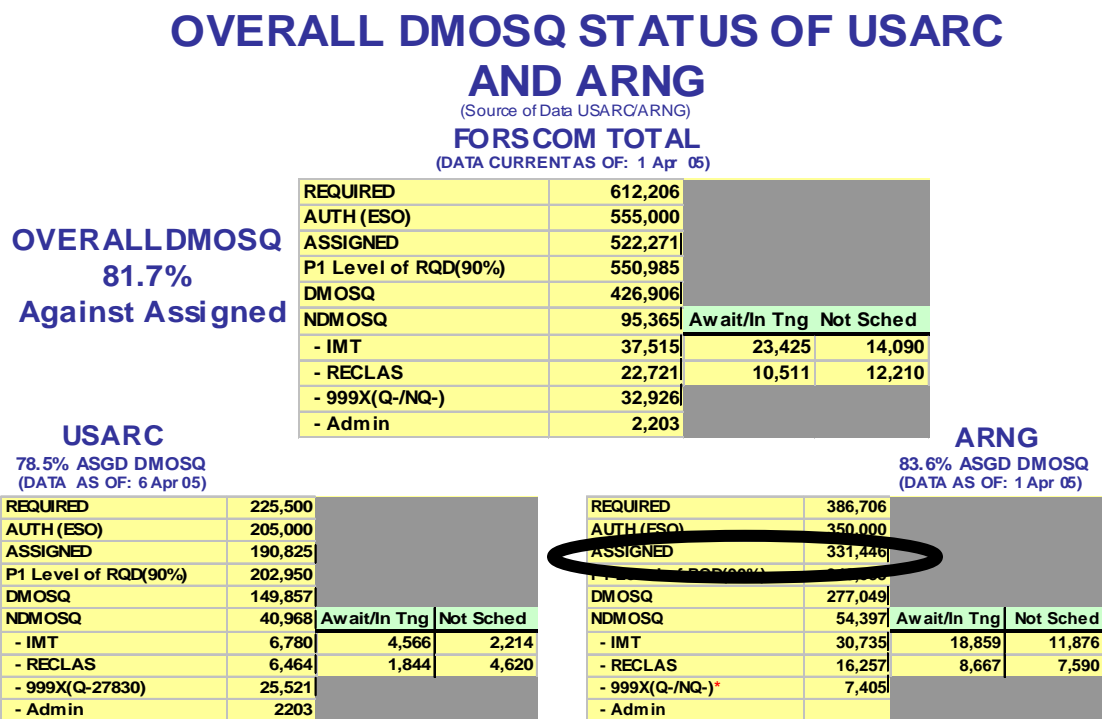 OVERALL DMOSQ STATUS OF USARC
AND ARNG
(Source of Data USARC/ARNG)
FORSCOM TOTAL
(DATA CURRENT AS OF: 1 Apr 05)
OVERALL DMOSQ
81.7%
Against Assigned
REQUIRED 612,206
AUTH (ESO) 555,000
ASSIGNED 522,271
P1 Level of RQD(90%) 550,985
DMOSQ 426,906
NDMOSQ 95,365 Await/In Tng Not Sched
- IMT 37,515 23,425 14,090
- RECLAS 22,721 10,511 12,210
- 999X(Q-/NQ-) 32,926
- Admin 2,203
USARC
78.5% ASGD DMOSQ
(DATA AS OF: 6 Apr 05)
REQUIRED 225,500
AUTH (ESO) 205,000
ASSIGNED 190,825
P1 Level of RQD(90%) 202,950
DMOSQ 149,857
NDMOSQ 40,968 Await/In Tng Not Sched
- IMT 6,780 4,566 2,214
- RECLAS 6,464 1,844 4,620
- 999X(Q-27830) 25,521
- Admin 2203
ARNG
83.6% ASGD DMOSQ
(DATA AS OF: 1 Apr 05)
REQUIRED 386,706
AUTH (ESO) 350,000
ASSIGNED 331,446
P1 Level of RQD(90%)
DMOSQ 277,049
NDMOSQ 54,397 Await/In Tng Not Sched
- IMT 30,735 18,859 11,876
- RECLAS 16,257 8,667 7,590
- 999X(Q-/NQ-)* 7,405
- Admin